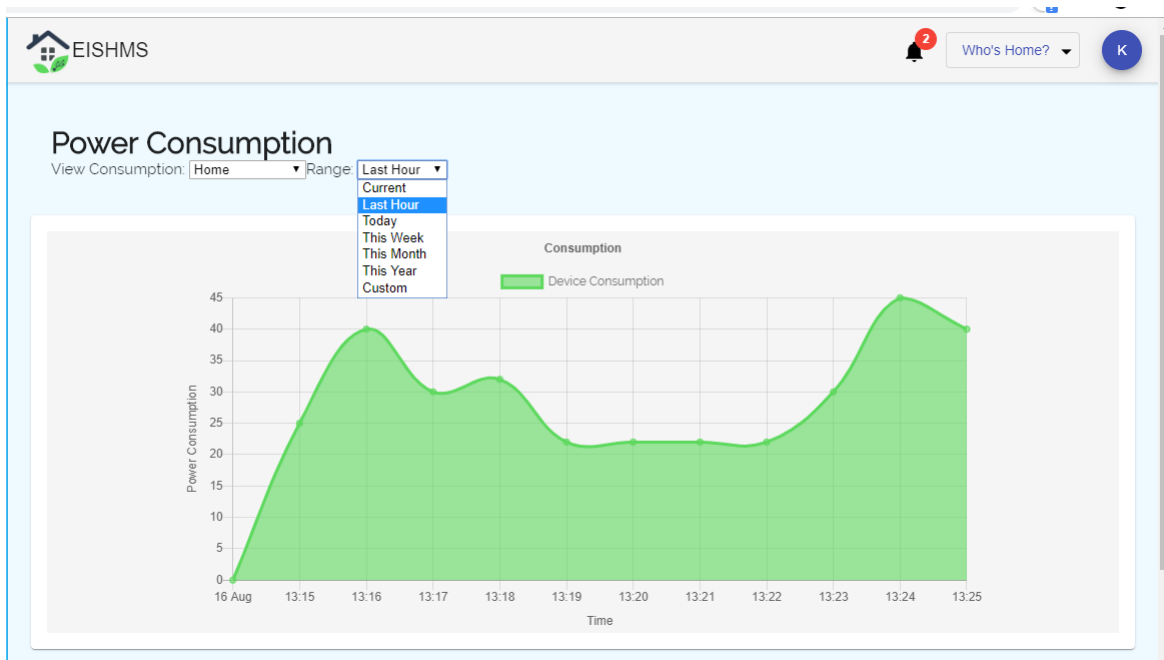 EISHMS
2
Who's Home?
K
Power Consumption
View Consumption: Home Range: Last Hour
Current
Last Hour
Today
This Week
This Month
This Year
Custom
Consumption
Device Consumption
45
40
35
30
25
20
15
10
5
0
Power Consumption
16 Aug 13:15 13:16 13:17 13:18 13:19 13:20 13:21 13:22 13:23 13:24 13:25
Time